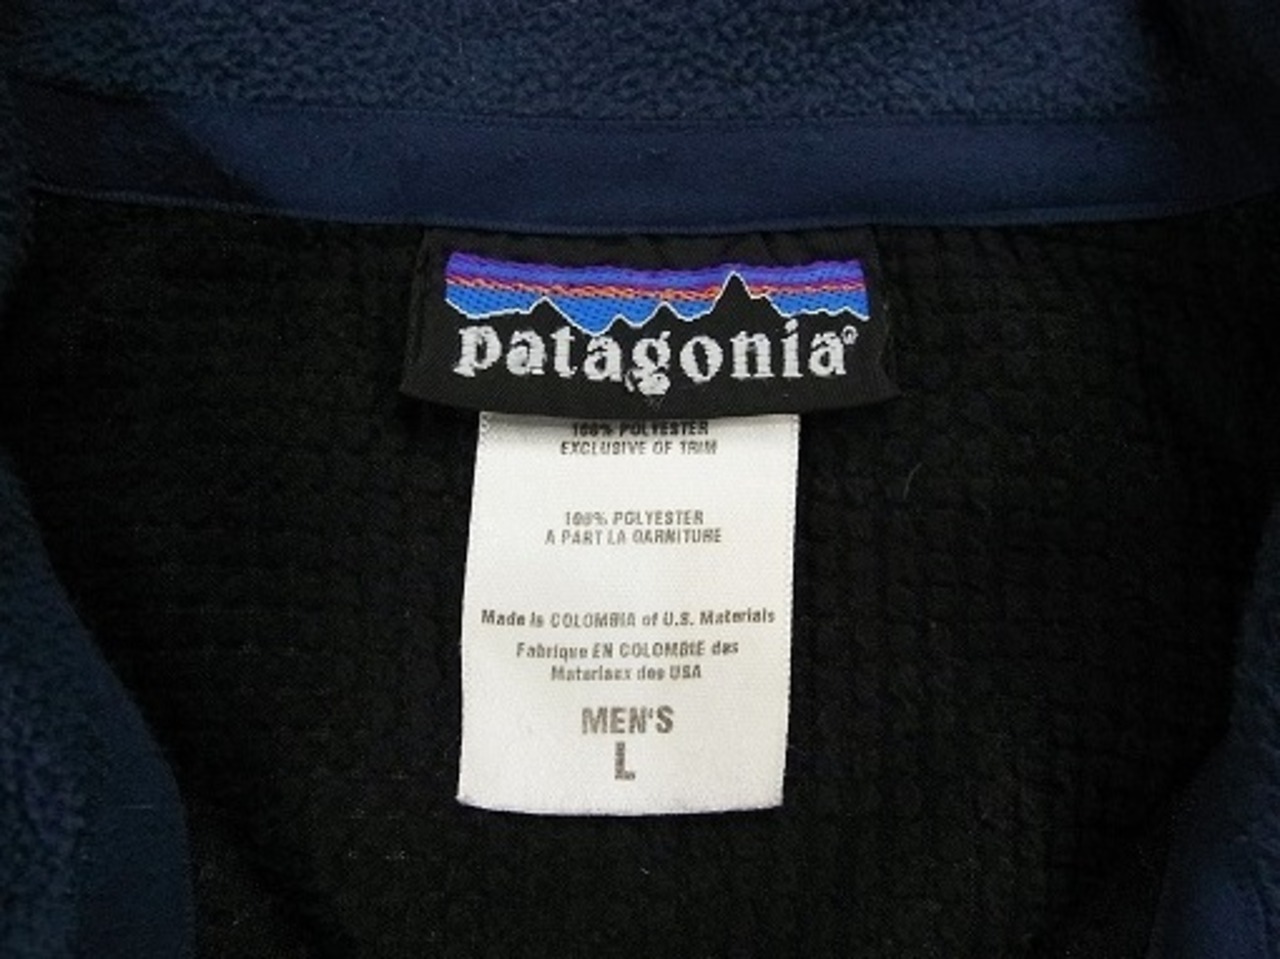 patagonia®
100% POLYESTER
EXCLUSIVE OF TRIM
100% POLYESTER
A PART LA GARNITURE
Made in COLOMBIA of U.S. Materials
Fabrique EN COLOMBIE des
Materiaux des USA
MEN'S
L